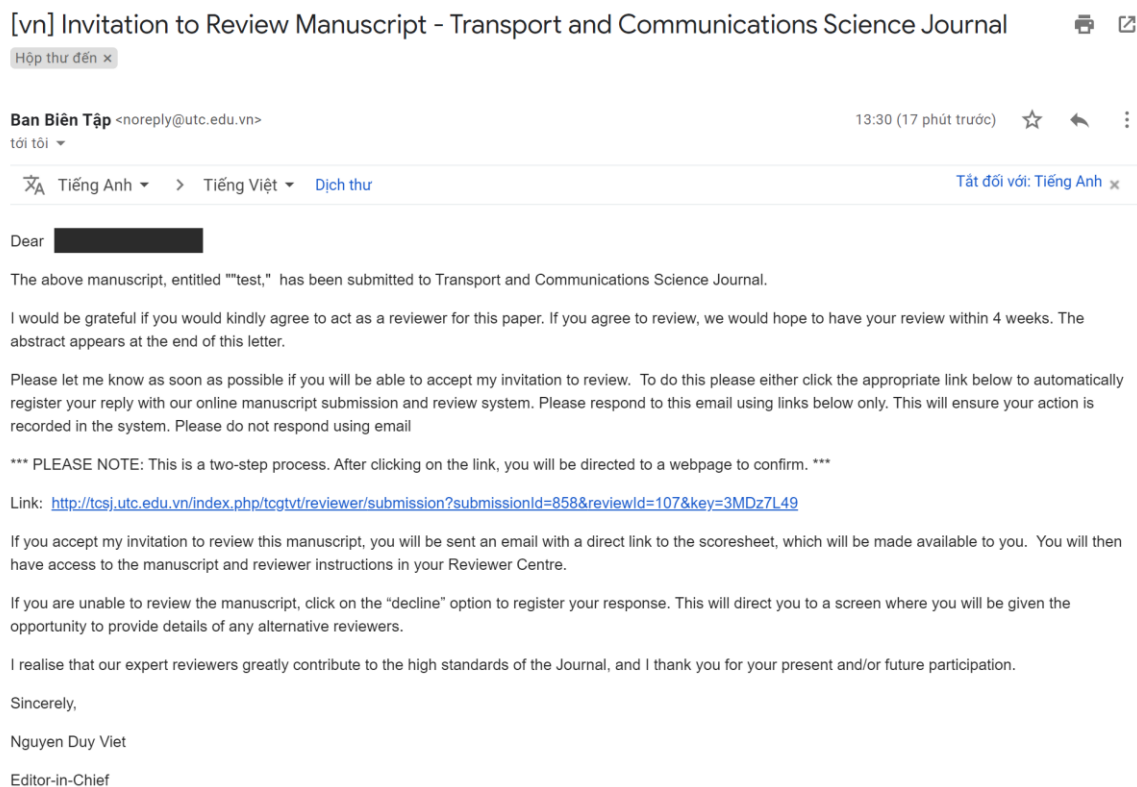 [vn] Invitation to Review Manuscript - Transport and Communications Science Journal
Hộp thư đến ×
Ban Biên Tập <noreply@utc.edu.vn>
13:30 (17 phút trước)
tới tôi
Tiếng Anh > Tiếng Việt Dịch thư
Tắt đối với: Tiếng Anh ×
Dear
The above manuscript, entitled ""test,"  has been submitted to Transport and Communications Science Journal.
I would be grateful if you would kindly agree to act as a reviewer for this paper. If you agree to review, we would hope to have your review within 4 weeks. The
abstract appears at the end of this letter.
Please let me know as soon as possible if you will be able to accept my invitation to review.  To do this please either click the appropriate link below to automatically
register your reply with our online manuscript submission and review system. Please respond to this email using links below only. This will ensure your action is
recorded in the system. Please do not respond using email
*** PLEASE NOTE: This is a two-step process. After clicking on the link, you will be directed to a webpage to confirm. ***
Link:  http://tcsj.utc.edu.vn/index.php/tcgtvt/reviewer/submission?submissionId=858&reviewId=107&key=3MDz7L49
If you accept my invitation to review this manuscript, you will be sent an email with a direct link to the scoresheet, which will be made available to you.  You will then
have access to the manuscript and reviewer instructions in your Reviewer Centre.
If you are unable to review the manuscript, click on the “decline” option to register your response. This will direct you to a screen where you will be given the
opportunity to provide details of any alternative reviewers.
I realise that our expert reviewers greatly contribute to the high standards of the Journal, and I thank you for your present and/or future participation.
Sincerely,
Nguyen Duy Viet
Editor-in-Chief